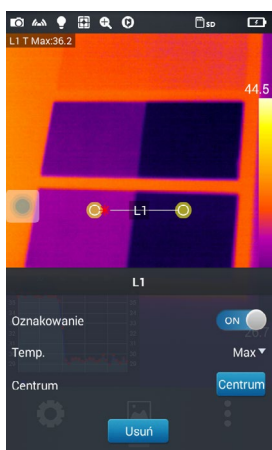 SD
L1 T Max:36.2
44.5
L1
L1
Oznakowanie
ON
Temp.
Max
Centrum
Centrum
Usuń